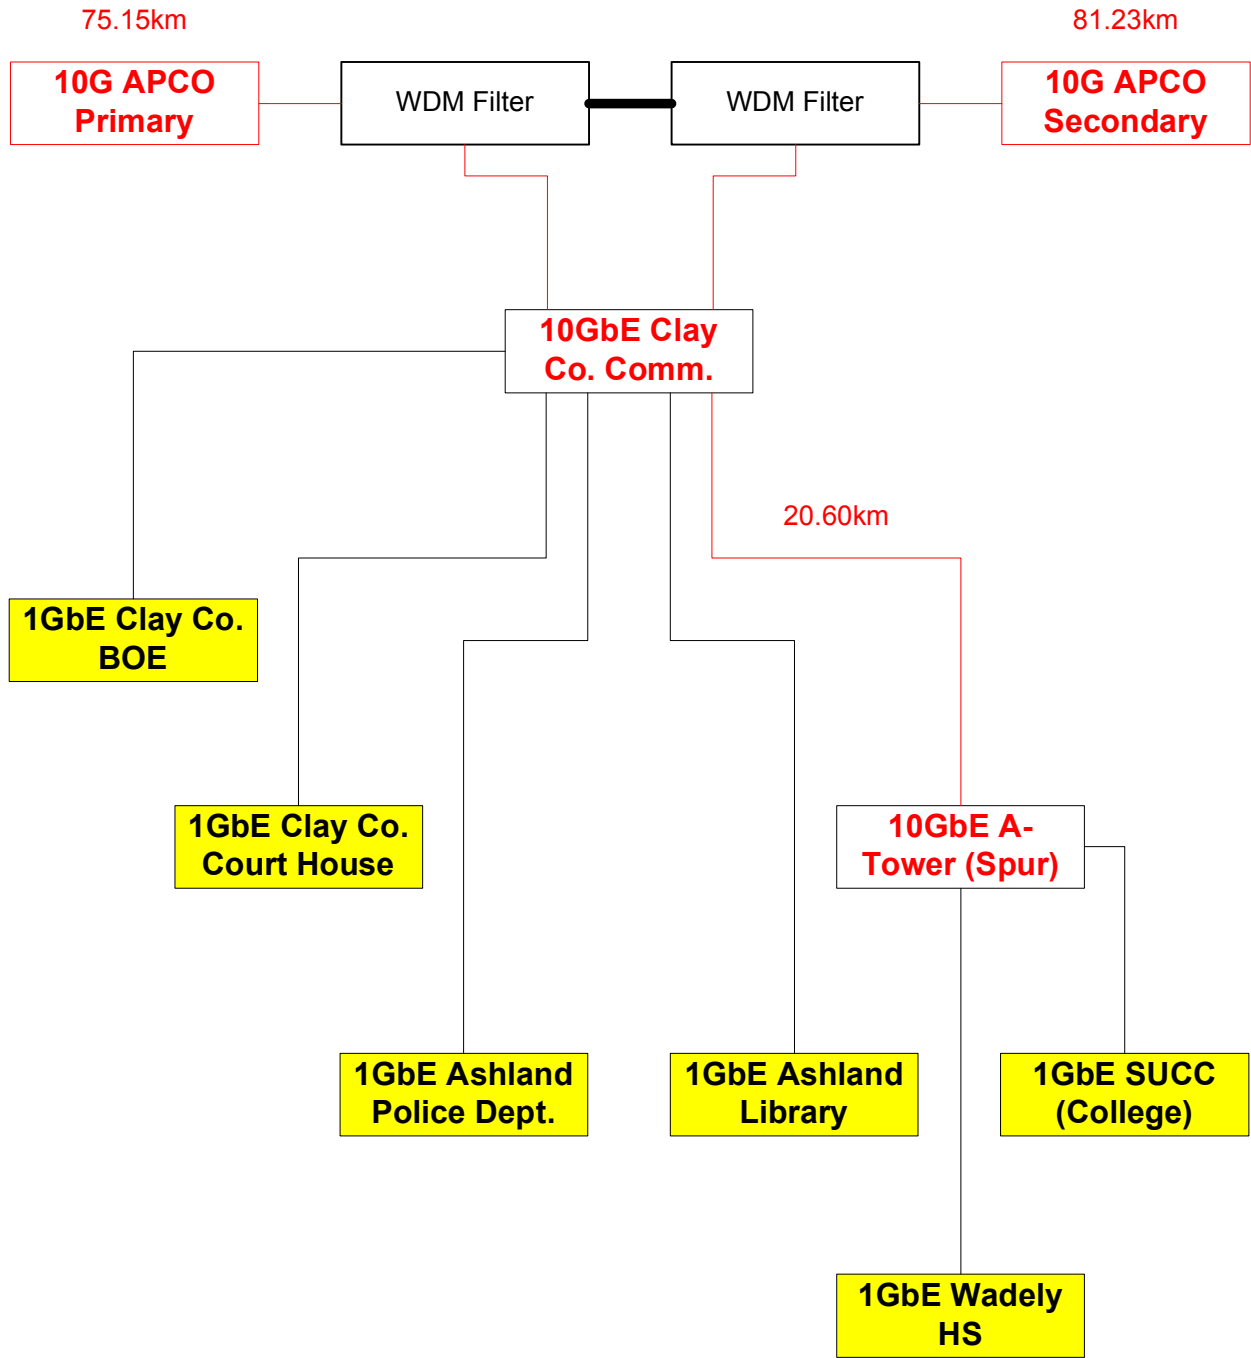 75.15km
81.23km
10G APCO
Primary
WDM Filter
WDM Filter
10G APCO
Secondary
10GbE Clay
Co. Comm.
20.60km
1GbE Clay Co.
BOE
1GbE Clay Co.
Court House
10GbE A-
Tower (Spur)
1GbE Ashland
Police Dept.
1GbE Ashland
Library
1GbE SUCC
(College)
1GbE Wadely
HS